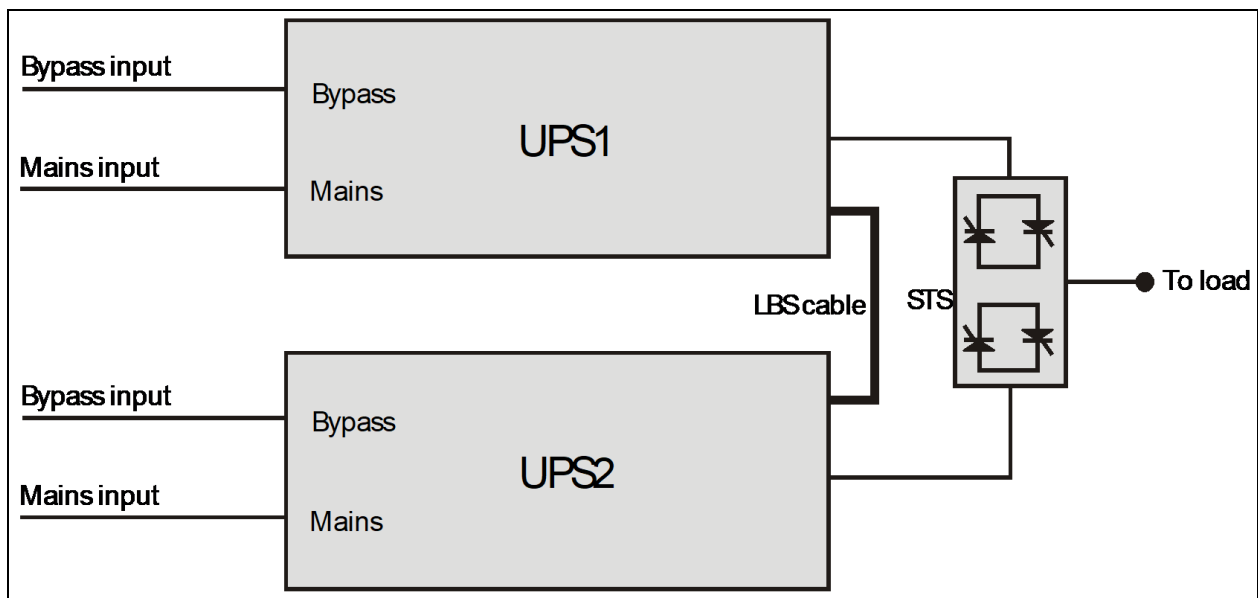 Bypass input
Bypass
UPS1
Mains input
Mains
LBS cable
STS
To load
Bypass input
Bypass
UPS2
Mains input
Mains